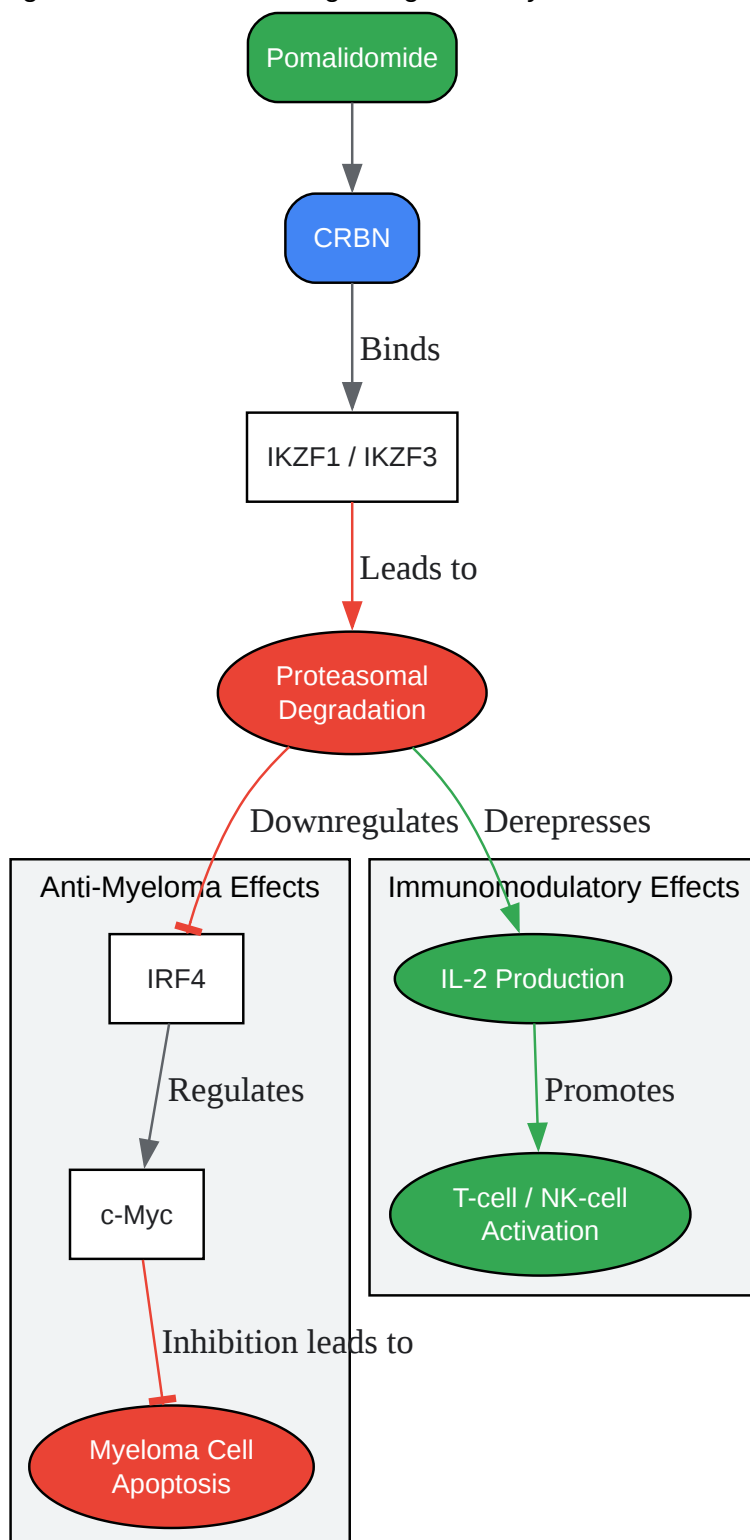 Pomalidomide
CRBN
Binds
IKZF1 / IKZF3
Leads to
Proteasomal
Degradation
Downregulates
Derepresses
Anti-Myeloma Effects
Immunomodulatory Effects
IRF4
IL-2 Production
Regulates
Promotes
c-Myc
T-cell / NK-cell
Activation
Inhibition leads to
Myeloma Cell
Apoptosis